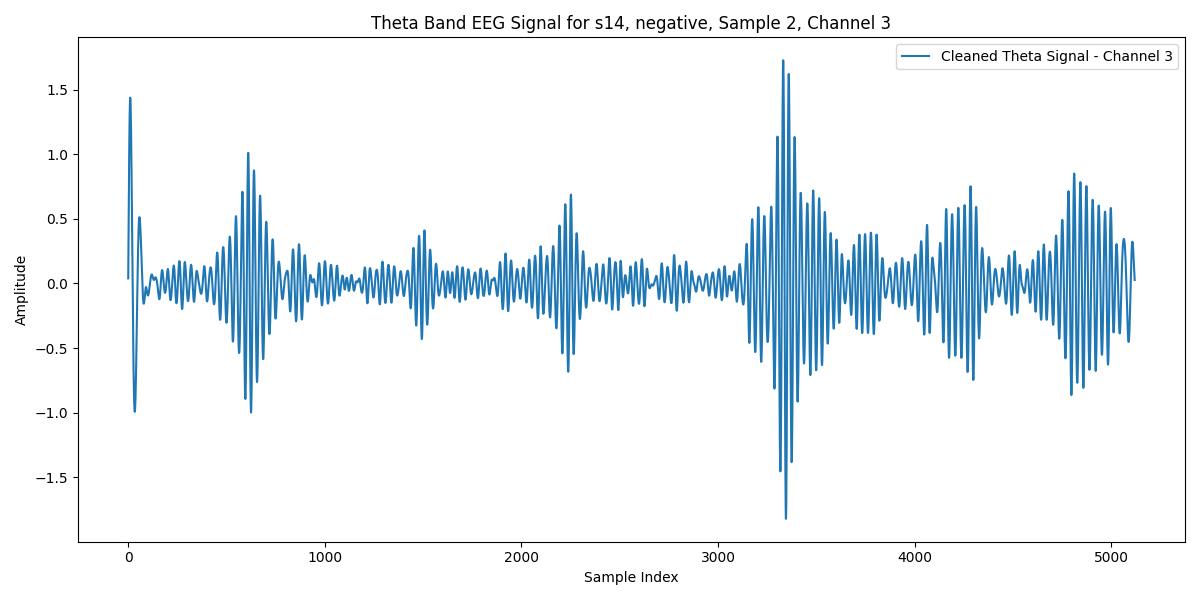 Theta Band EEG Signal for s14, negative, Sample 2, Channel 3
Cleaned Theta Signal - Channel 3
Amplitude
1.5
1.0
0.5
0.0
−0.5
−1.0
−1.5
0 1000 2000 3000 4000 5000
Sample Index